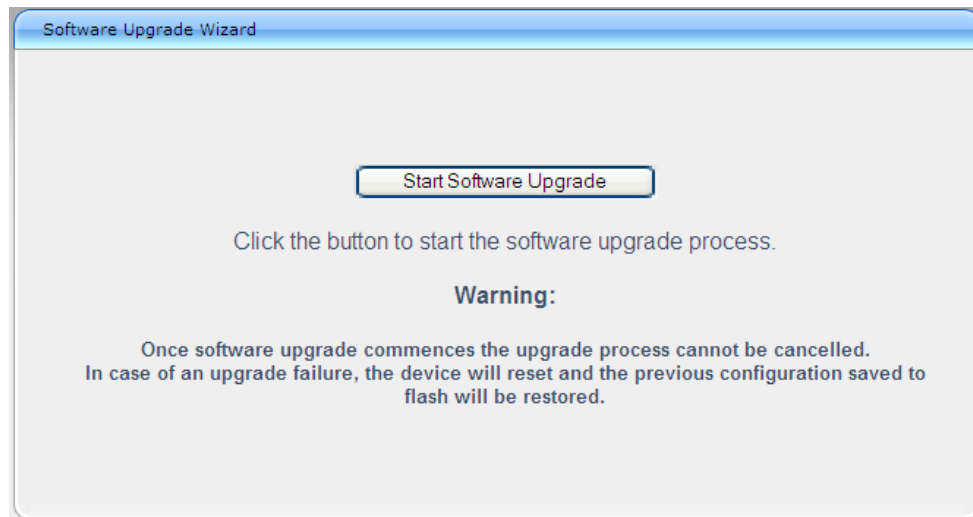 Software Upgrade Wizard
Start Software Upgrade
Click the button to start the software upgrade process.
Warning:
Once software upgrade commences the upgrade process cannot be cancelled.
In case of an upgrade failure, the device will reset and the previous configuration saved to
flash will be restored.